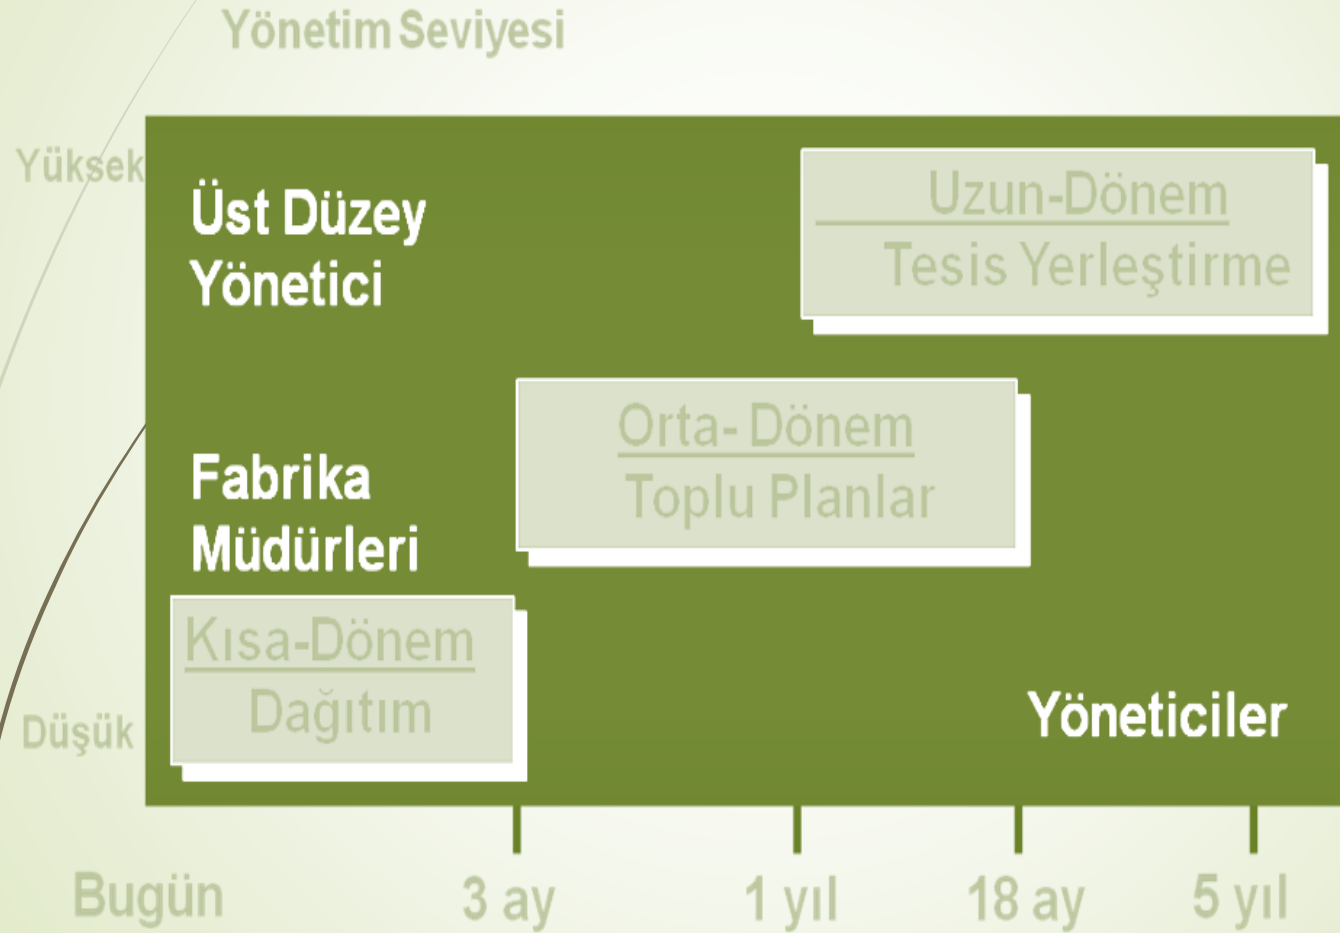 Yönetim Seviyesi
Yüksek
Üst Düzey
Yönetici
Uzun-Dönem
Tesis Yerleştirme
Orta- Dönem
Toplu Planlar
Fabrika
Müdürleri
Kısa-Dönem
Dağıtım
Düşük
Yöneticiler
Bugün
3 ay
1 yıl
18 ay
5 yıl